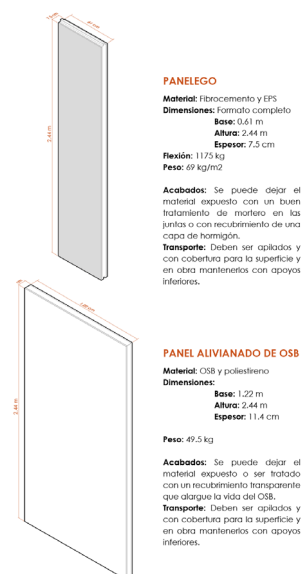 2.44 m
PANELEGO
Material: Fibrocemento y EPS
Dimensiones: Formato completo
Base: 0.61 m
Altura: 2.44 m
Espesor: 7.5 cm
Flexión: 1175 kg
Peso: 69 kg/m2
Acabados: Se puede dejar el
material expuesto con un buen
tratamiento de mortero en las
juntas o con recubrimiento de una
capa de hormigón.
Transporte: Deben ser apilados y
con cobertura para la superficie y
en obra mantenerlos con apoyos
inferiores.
2.44 m
PANEL ALIVIANADO DE OSB
Material: OSB y poliestireno
Dimensiones:
Base: 1.22 m
Altura: 2.44 m
Espesor: 11.4 cm
Peso: 49.5 kg
Acabados: Se puede dejar el
material expuesto o ser tratado
con un recubrimiento transparente
que alargue la vida del OSB.
Transporte: Deben ser apilados y
con cobertura para la superficie y
en obra mantenerlos con apoyos
inferiores.